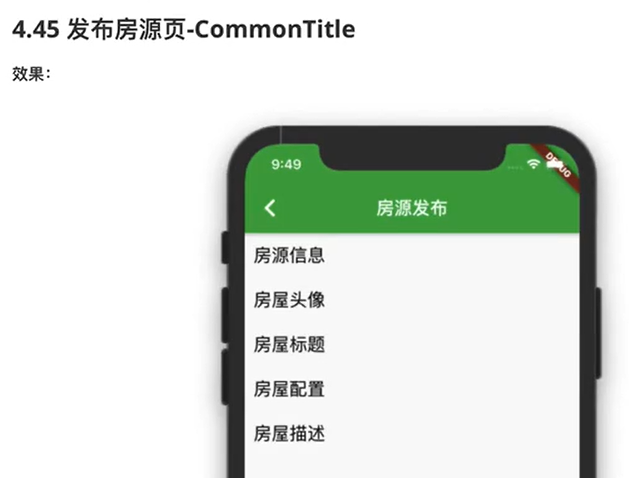 4.45 发布房源页-CommonTitle
效果：
9:49
DEBUG
房源发布
房源信息
房屋头像
房屋标题
房屋配置
房屋描述